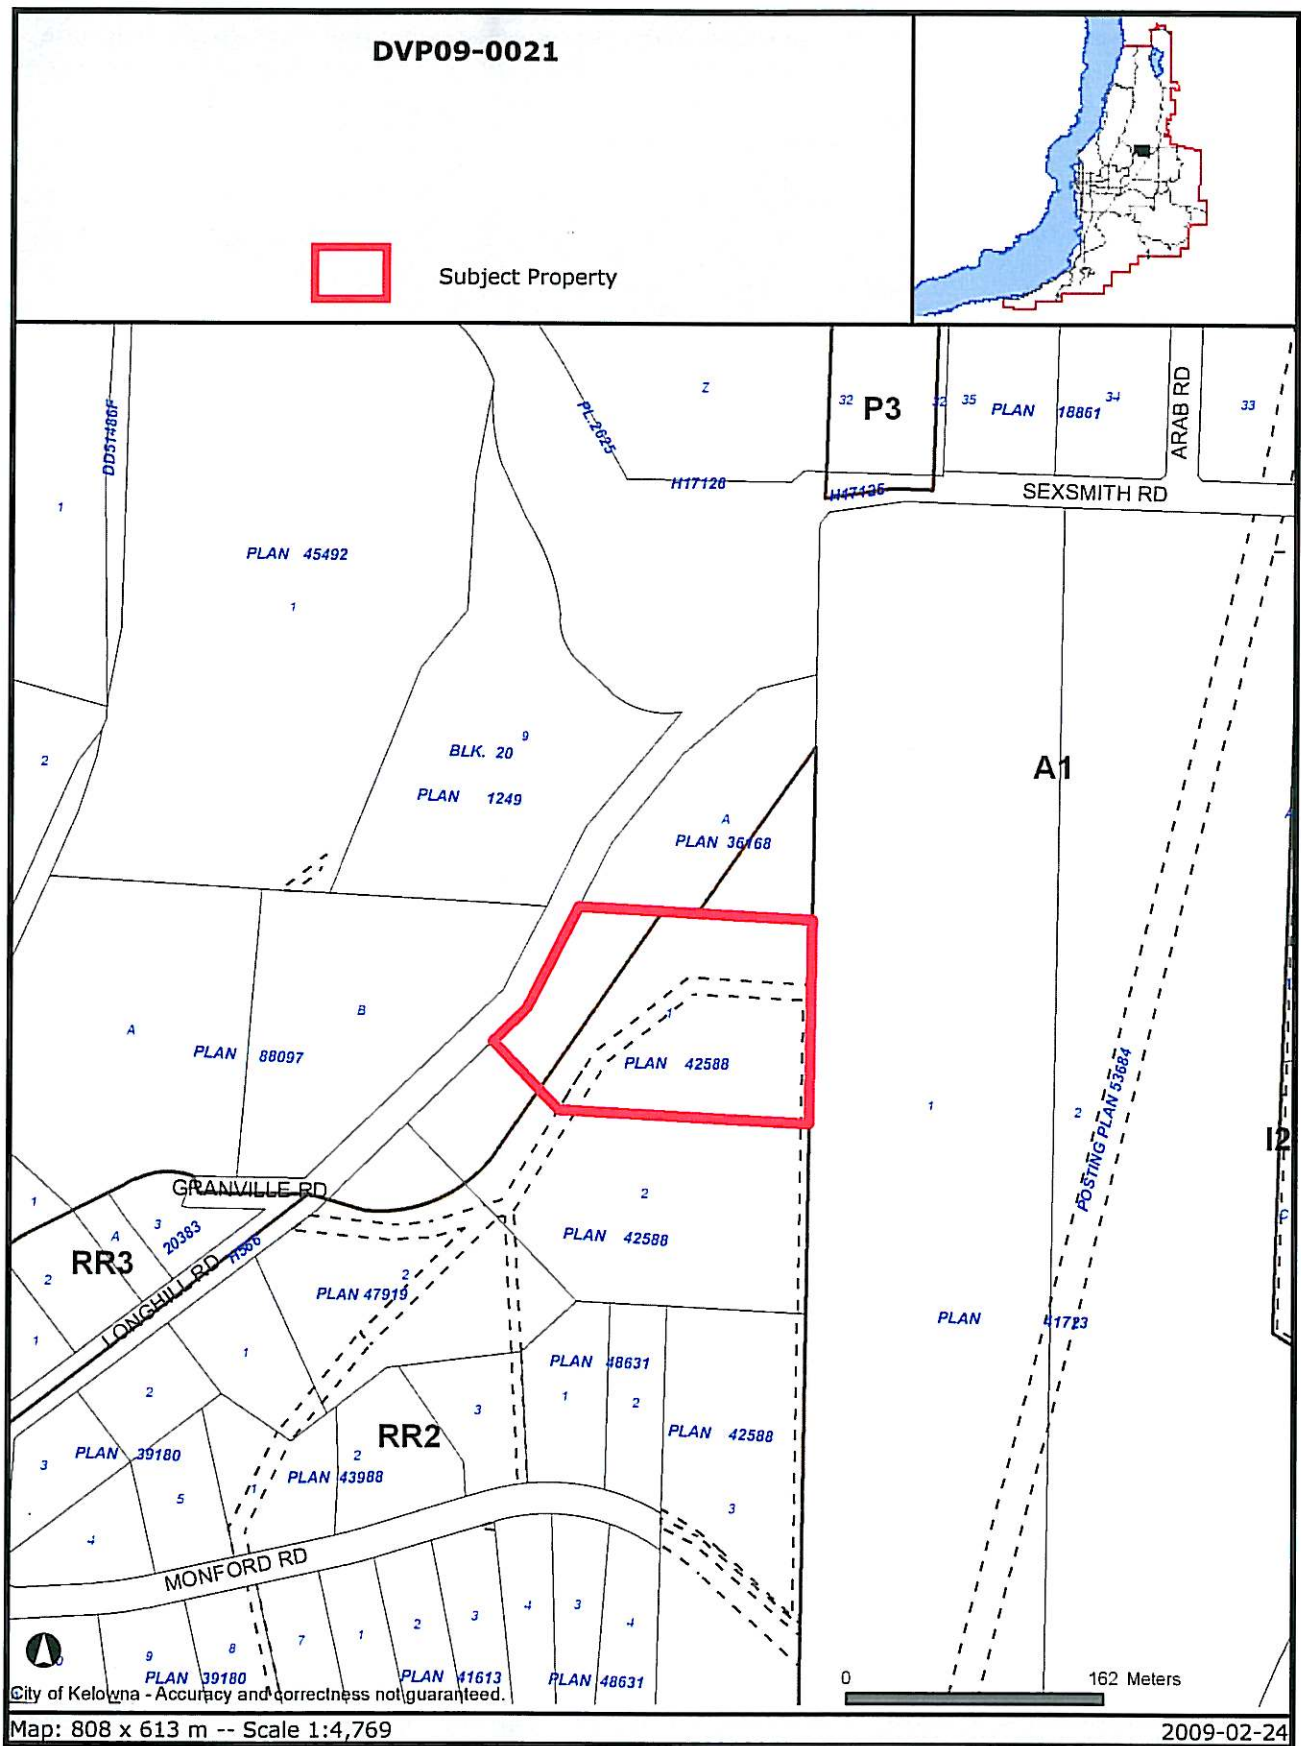 DVP09-0021
Subject Property
Z
32
P3
32
35
PLAN 18861
34
ARAB RD
33
DD51486F
PL.2625
H17126
H17126
SEXSMITH RD
1
PLAN 45492
1
2
BLK. 20
9
PLAN 1249
A1
A
PLAN 36168
A
A
B
PLAN 88097
1
PLAN 42588
1
2
POSTING PLAN 53684
1
I2
C
GRANVILLE RD
1
A
3
20383
RR3
H566
2
LONGHILL RD
1
2
PLAN 42588
2
PLAN 47919
PLAN 41723
1
2
PLAN 48631
1
2
3
RR2
PLAN 42588
3
PLAN 39180
2
PLAN 43988
5
1
3
4
MONFORD RD
9
8
7
1
2
3
4
3
4
PLAN 39180
PLAN 41613
PLAN 48631
0
162 Meters
City of Kelowna - Accuracy and correctness not guaranteed.
Map: 808 x 613 m -- Scale 1:4,769
2009-02-24